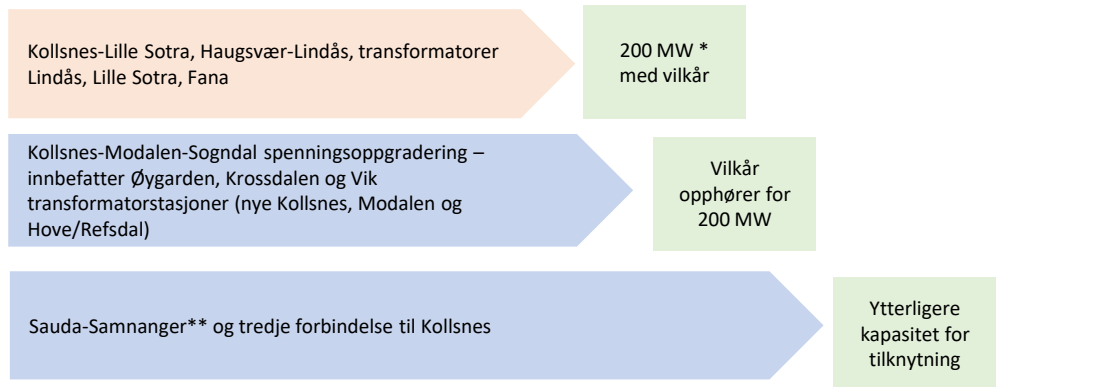 Kollsnes-Lille Sotra, Haugsvær-Lindås, transformatorer
Lindås, Lille Sotra, Fana
200 MW *
med vilkår
Kollsnes-Modalen-Sogndal spenningsoppgradering –
innbefatter Øygarden, Krossdalen og Vik
transformatorstasjoner (nye Kollsnes, Modalen og
Hove/Refsdal)
Vilkår
opphører for
200 MW
Sauda-Samnanger** og tredje forbindelse til Kollsnes
Ytterligere
kapasitet for
tilknytning